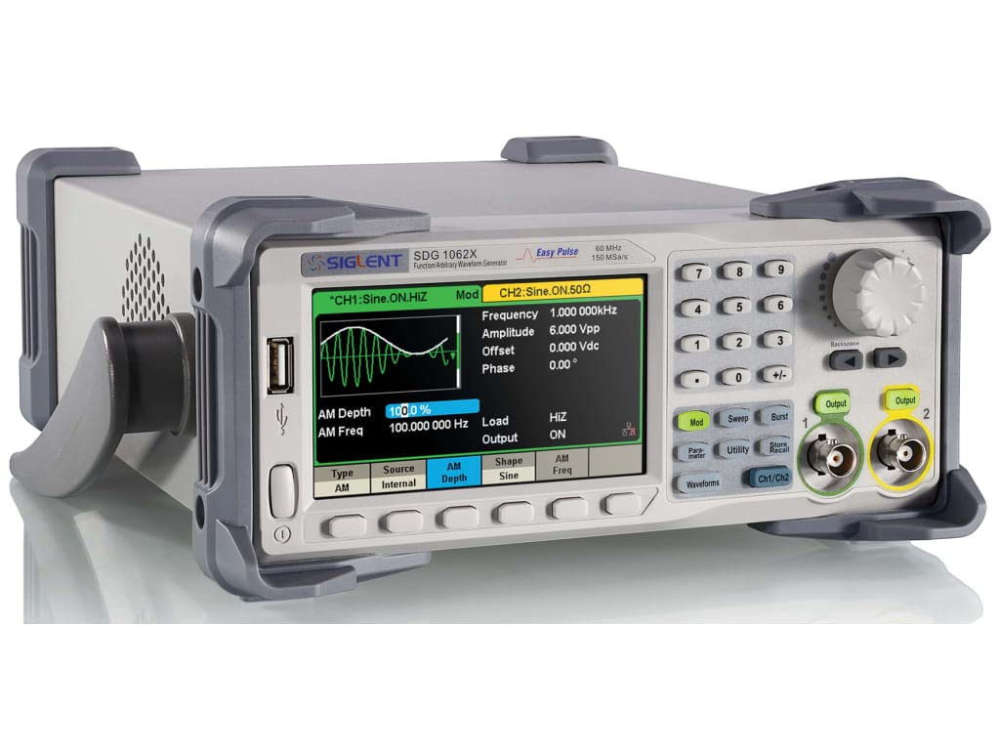 SIGLENT
SDG 1062X
Function/Arbitrary Waveform Generator
Easy Pulse
60 MHz
150 MSa/s
*CH1:Sine.ON.HiZ Mod
CH2:Sine.ON.50Ω
Frequency 1.000 000kHz
Amplitude 6.000 Vpp
Offset 0.000 Vdc
Phase 0.00 °
AM Depth 100.0 %
AM Freq 100.000 000 Hz
Load HiZ
Output ON
Type
AM
Source
Internal
AM
Depth
Shape
Sine
AM
Freq
7 8 9
4 5 6
1 2 3
. 0 +/-
Mod Sweep Burst
Para-
meter
Utility
Store
Recall
Waveforms Ch1/Ch2
Backspace
Output Output
1 2